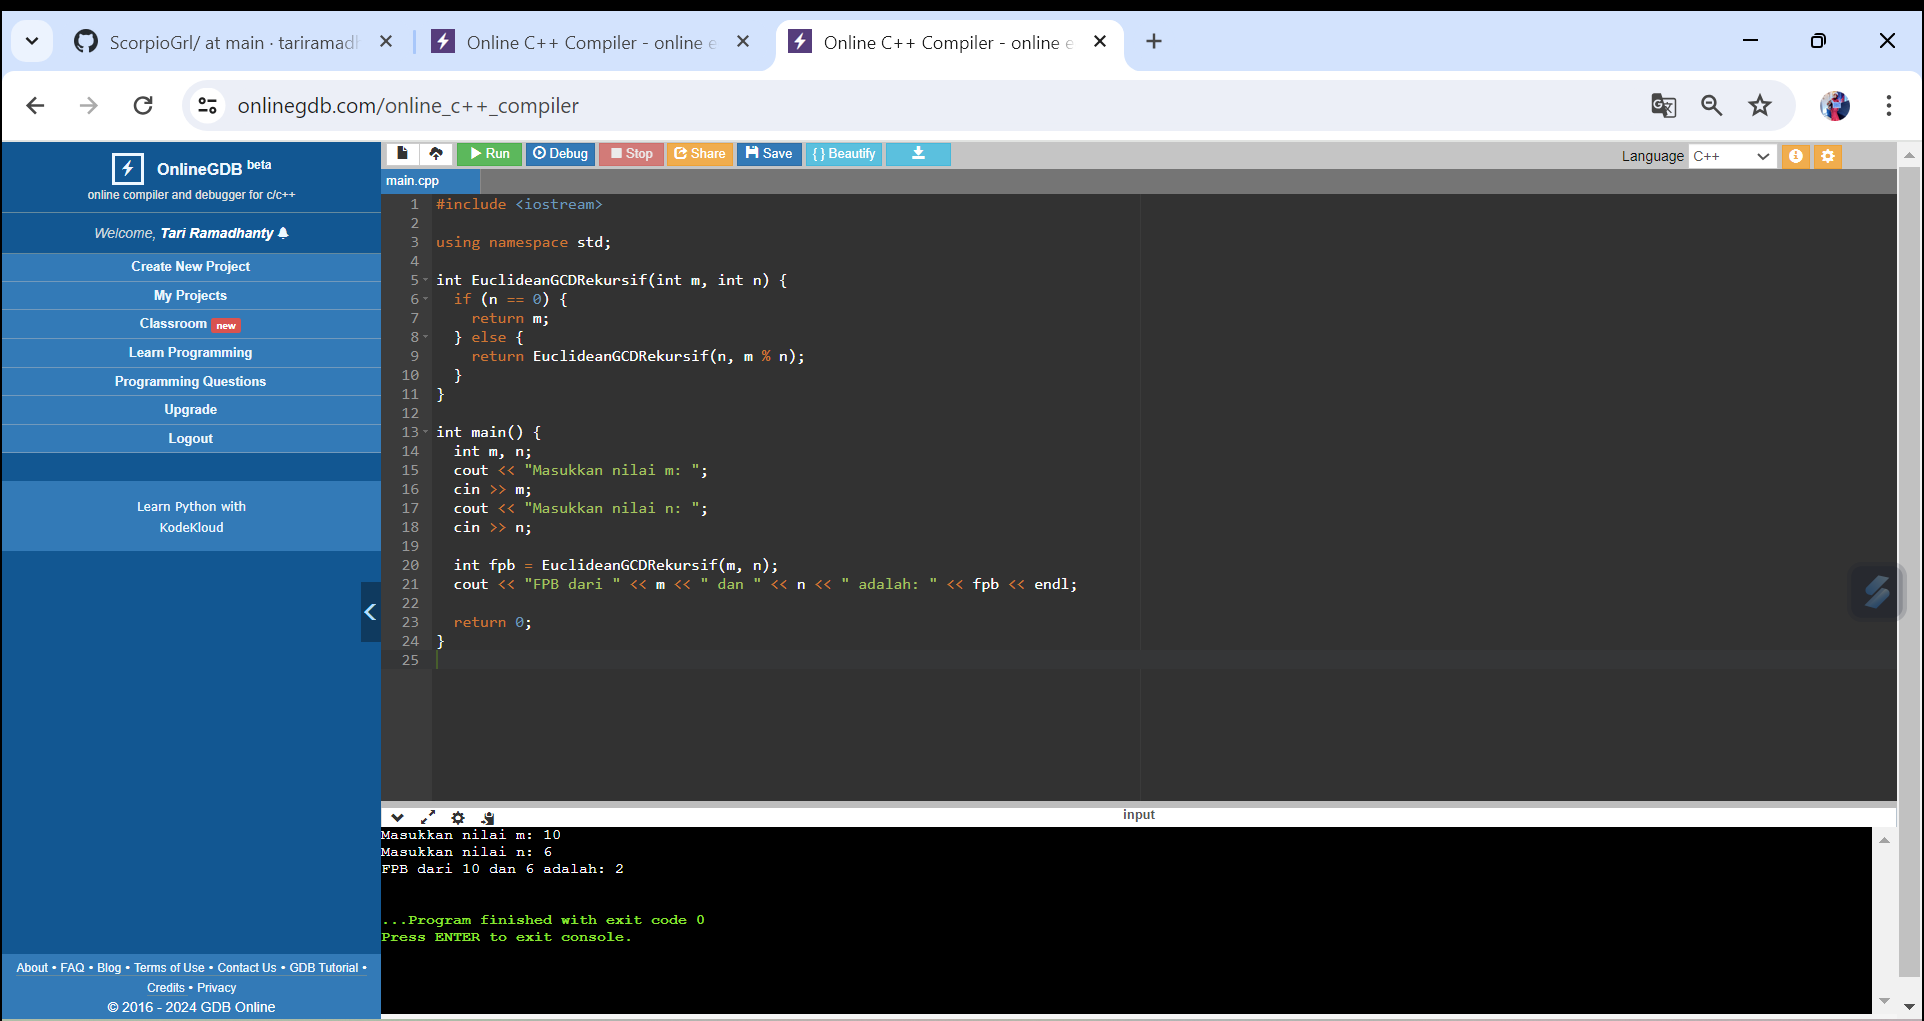 ScorpioGrl/ at main · tariramadh
Online C++ Compiler - online e
Online C++ Compiler - online e
onlinegdb.com/online_c++_compiler
OnlineGDB beta
online compiler and debugger for c/c++
Welcome, Tari Ramadhanty
Create New Project
My Projects
Classroom new
Learn Programming
Programming Questions
Upgrade
Logout
Learn Python with
KodeKloud
About • FAQ • Blog • Terms of Use • Contact Us • GDB Tutorial •
Credits • Privacy
© 2016 - 2024 GDB Online
Run Debug Stop Share Save { } Beautify
Language C++
main.cpp
1 #include <iostream>
2
3 using namespace std;
4
5 int EuclideanGCDRekursif(int m, int n) {
6 if (n == 0) {
7 return m;
8 } else {
9 return EuclideanGCDRekursif(n, m % n);
10 }
11 }
12
13 int main() {
14 int m, n;
15 cout << "Masukkan nilai m: ";
16 cin >> m;
17 cout << "Masukkan nilai n: ";
18 cin >> n;
19
20 int fpb = EuclideanGCDRekursif(m, n);
21 cout << "FPB dari " << m << " dan " << n << " adalah: " << fpb << endl;
22
23 return 0;
24 }
25
input
Masukkan nilai m: 10
Masukkan nilai n: 6
FPB dari 10 dan 6 adalah: 2
...Program finished with exit code 0
Press ENTER to exit console.